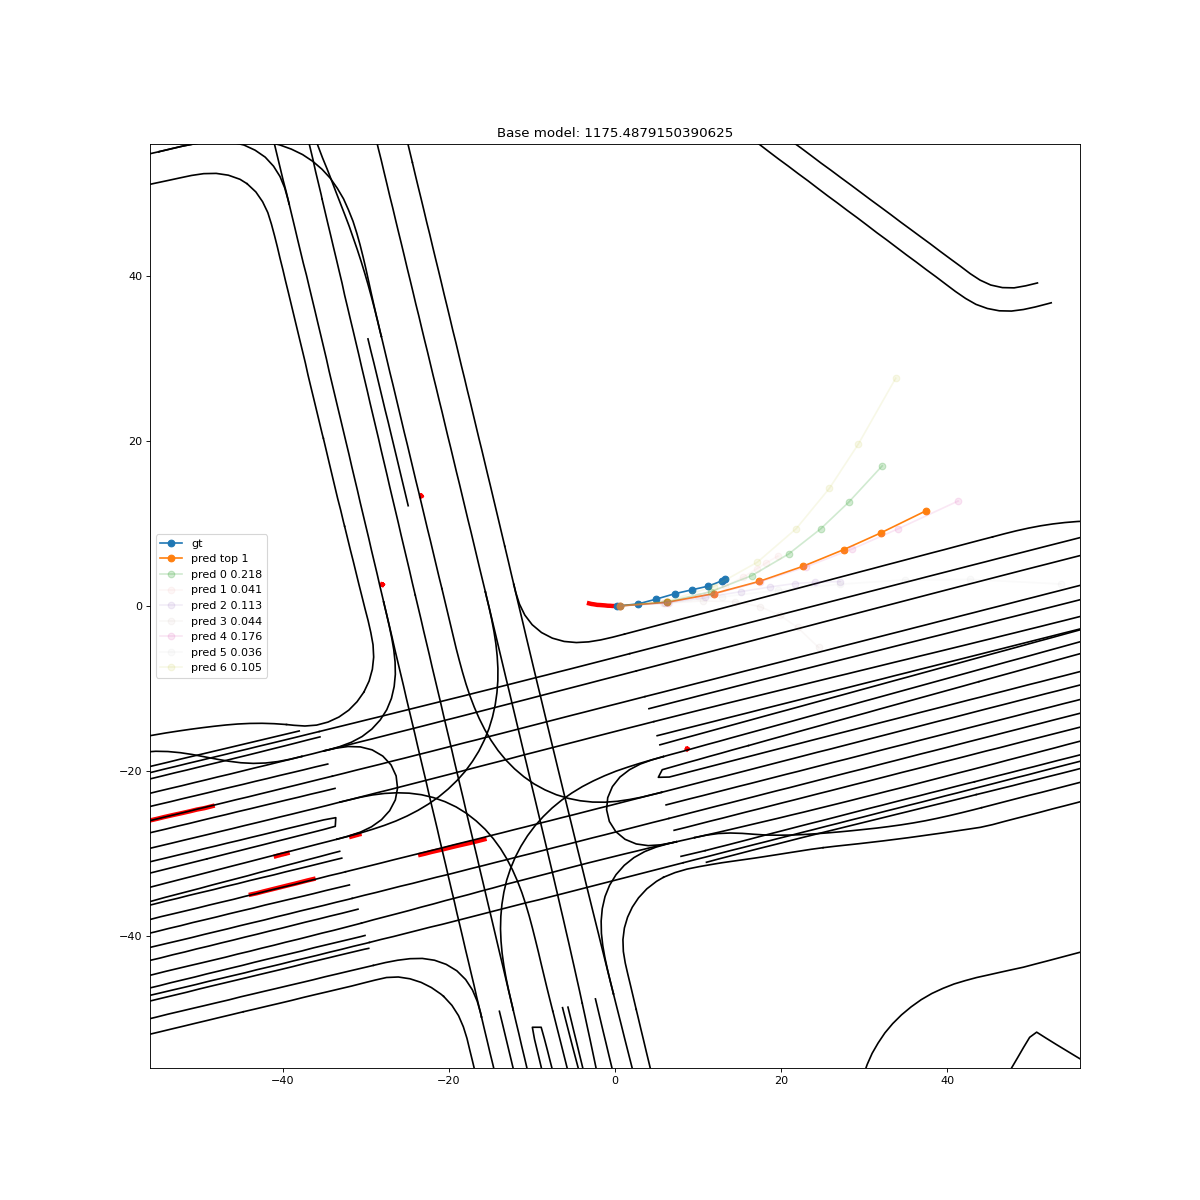 Base model: 1175.4879150390625
40
20
0
−20
−40
gt
pred top 1
pred 0 0.218
pred 1 0.041
pred 2 0.113
pred 3 0.044
pred 4 0.176
pred 5 0.036
pred 6 0.105
−40
−20
0
20
40